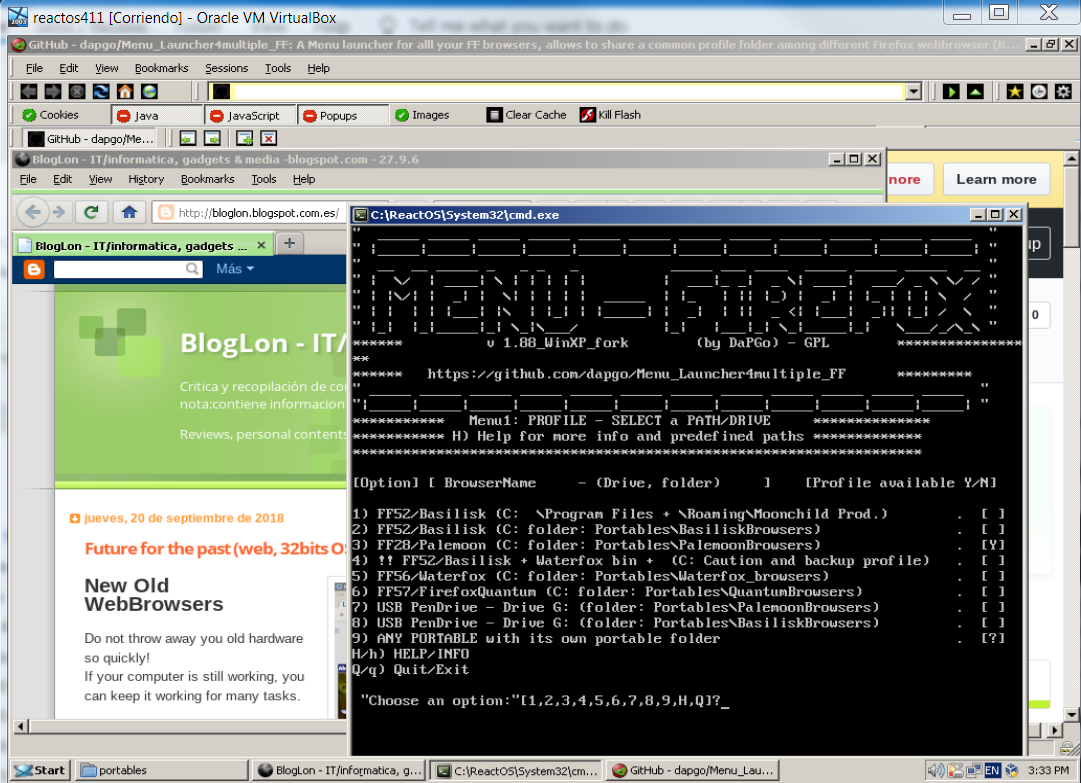 reactos411 [Corriendo] - Oracle VM VirtualBox
GitHub - dapgo/Menu_Launcher4multiple_FF: A Menu launcher for alll your FF browsers, allows to share a common profile folder among different Firefox webbrowser (B...
File Edit View Bookmarks Sessions Tools Help
Cookies Java JavaScript Popups Images Clear Cache Kill Flash
GitHub - dapgo/Me...
BlogLon - IT/informatica, gadgets & media -blogspot.com - 27.9.6
File Edit View History Bookmarks Tools Help
nore Learn more
http://bloglon.blogspot.com.es/
BlogLon - IT/informatica, gadgets ...
Más
up
0
BlogLon - IT/
Critica y recopilación de co
nota:contiene informacion
Reviews, personal contents
jueves, 20 de septiembre de 2018
Future for the past (web, 32bits OS
New Old
WebBrowsers
Do not throw away you old hardware
so quickly!
If your computer is still working, you
can keep it working for many tasks.
C:\ReactOS\System32\cmd.exe
MENU - FIREFOX
****** v 1.88_WinXP_fork (by DaPGo) - GPL ***************
**
****** https://github.com/dapgo/Menu_Launcher4multiple_FF *********
*********** Menu1: PROFILE - SELECT a PATH/DRIVE **************
*********** H) Help for more info and predefined paths *************
********************************************************************
[Option] [ BrowserName - (Drive, folder) ] [Profile available Y/N]
1) FF52/Basilisk (C: \Program Files + \Roaming\Moonchild Prod.) . [ ]
2) FF52/Basilisk (C: folder: Portables\BasiliskBrowsers) . [ ]
3) FF28/Palemoon (C: folder: Portables\PalemoonBrowsers) . [Y]
4) !! FF52/Basilisk + Waterfox bin + (C: Caution and backup profile) . [ ]
5) FF56/Waterfox (C: folder: Portables\Waterfox_browsers) . [ ]
6) FF57/FirefoxQuantum (C: folder: Portables\QuantumBrowsers) . [ ]
7) USB PenDrive - Drive G: (folder: Portables\PalemoonBrowsers) . [ ]
8) USB PenDrive - Drive G: (folder: Portables\BasiliskBrowsers) . [ ]
9) ANY PORTABLE with its own portable folder . [?]
H/h) HELP/INFO
Q/q) Quit/Exit
"Choose an option:"[1,2,3,4,5,6,7,8,9,H,Q]?_
Start portables BlogLon - IT/informatica, g... C:\ReactOS\System32\cm... GitHub - dapgo/Menu_Lau... EN 3:33 PM